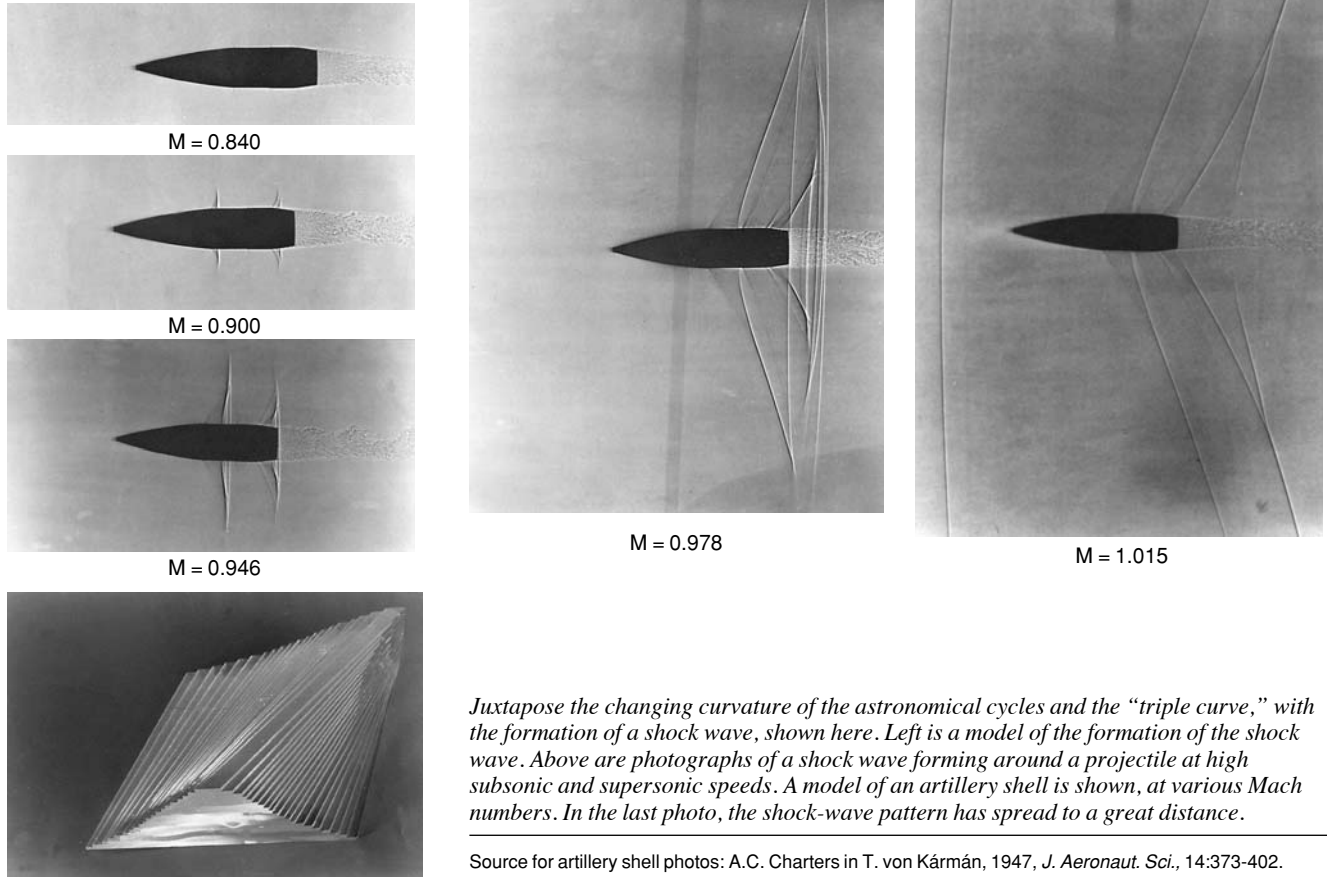 M = 0.840
M = 0.900
M = 0.946
M = 0.978
M = 1.015
Juxtapose the changing curvature of the astronomical cycles and the “triple curve,” with
the formation of a shock wave, shown here. Left is a model of the formation of the shock
wave. Above are photographs of a shock wave forming around a projectile at high
subsonic and supersonic speeds. A model of an artillery shell is shown, at various Mach
numbers. In the last photo, the shock-wave pattern has spread to a great distance.
Source for artillery shell photos: A.C. Charters in T. von Kármán, 1947, J. Aeronaut. Sci., 14:373-402.